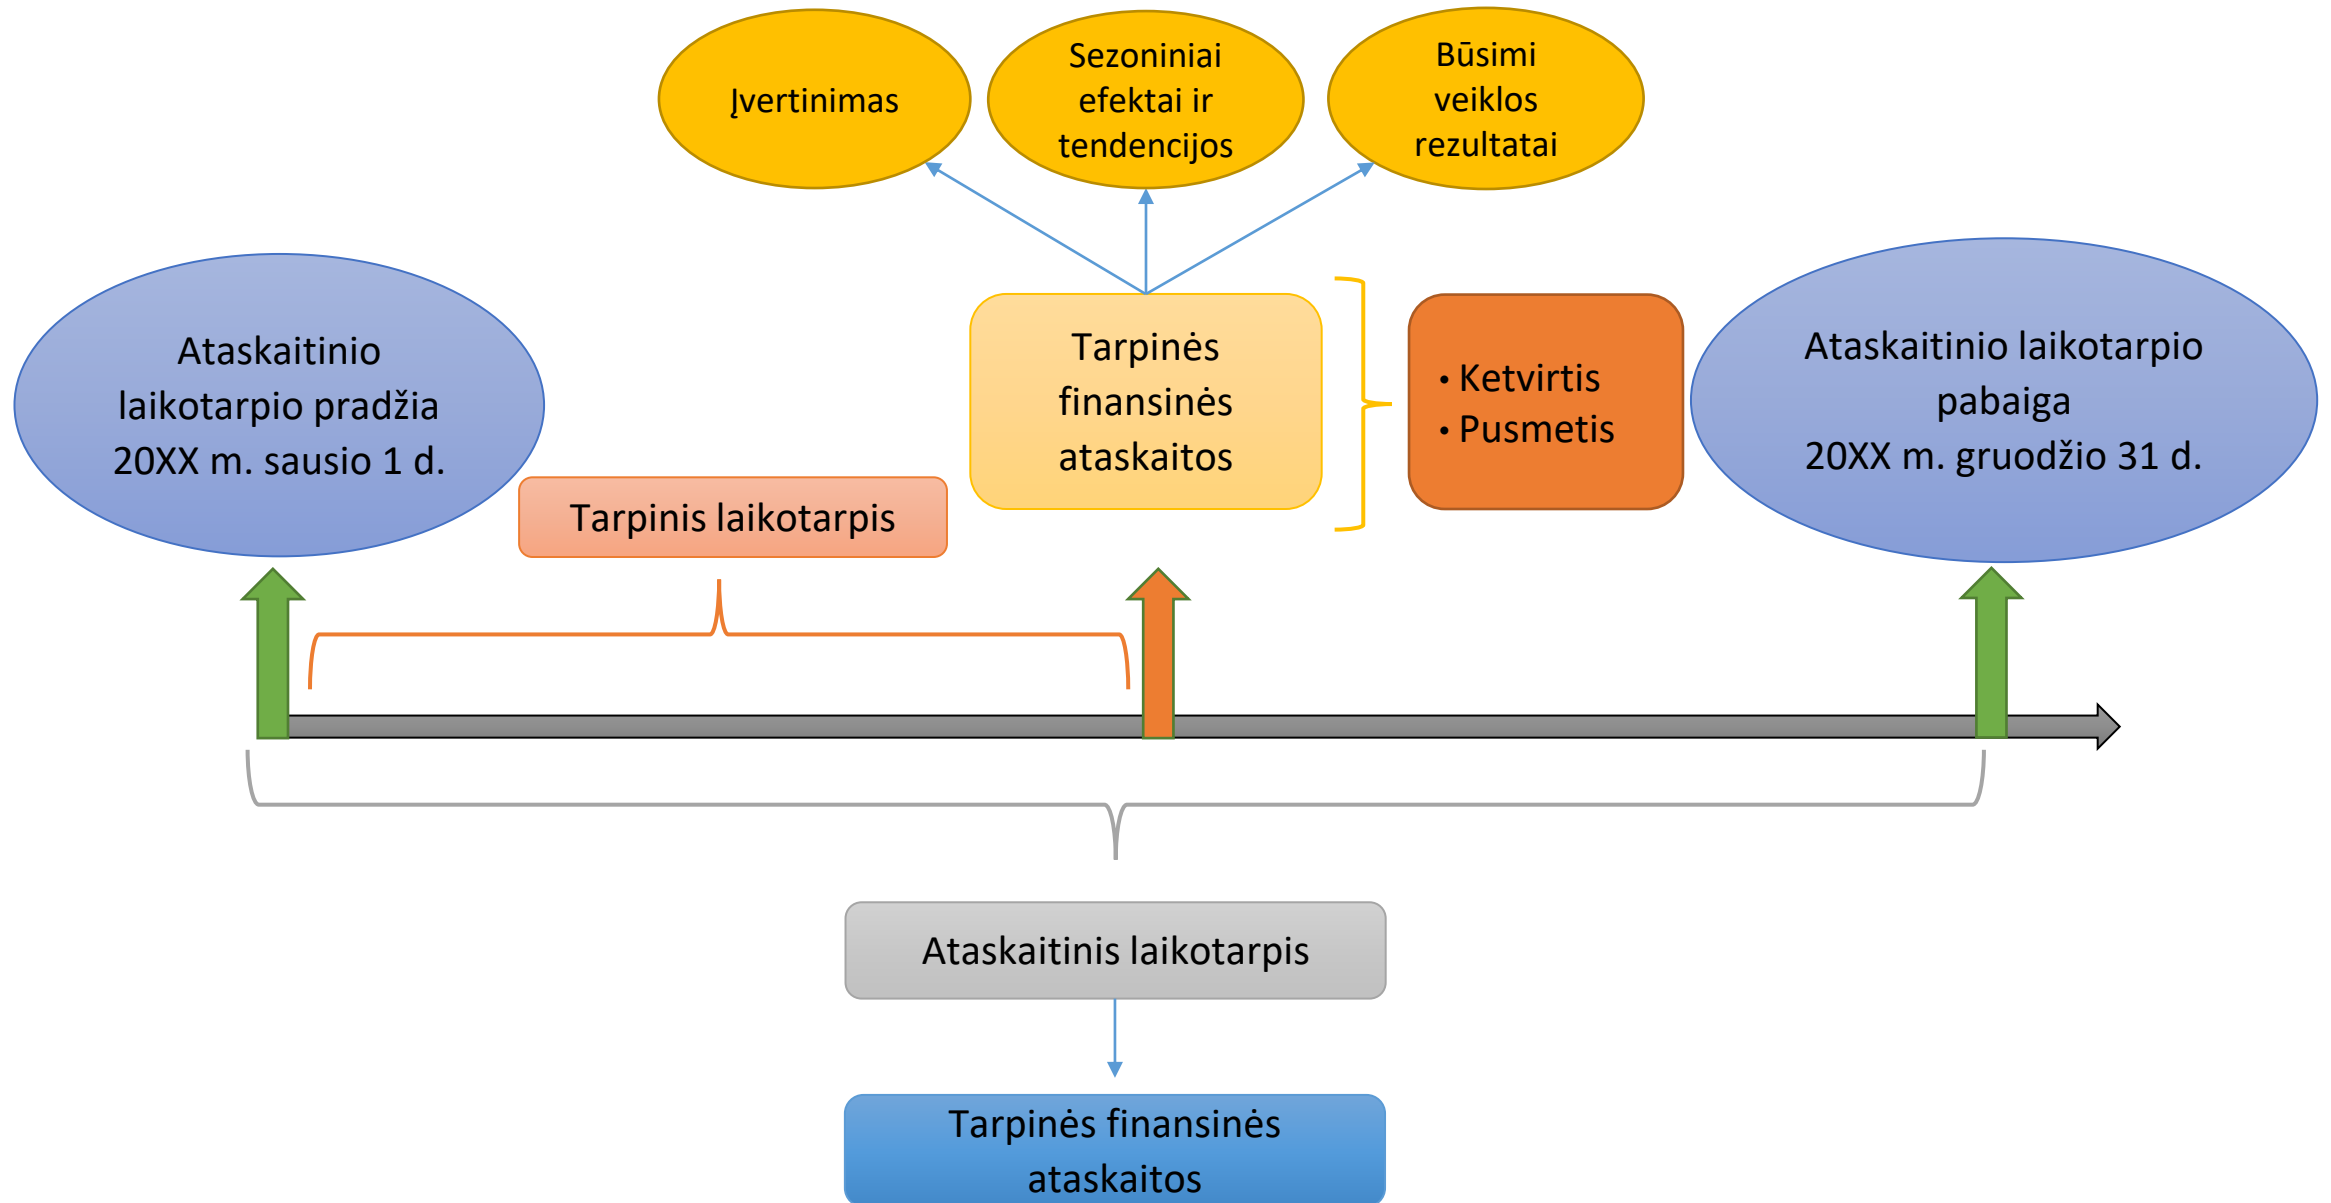 Įvertinimas
Sezoniniai
efektai ir
tendencijos
Būsimi
veiklos
rezultatai
Ataskaitinio
laikotarpio pradžia
20XX m. sausio 1 d.
Tarpinės
finansinės
ataskaitos
• Ketvirtis
• Pusmetis
Ataskaitinio laikotarpio
pabaiga
20XX m. gruodžio 31 d.
Tarpinis laikotarpis
Ataskaitinis laikotarpis
Tarpinės finansinės
ataskaitos